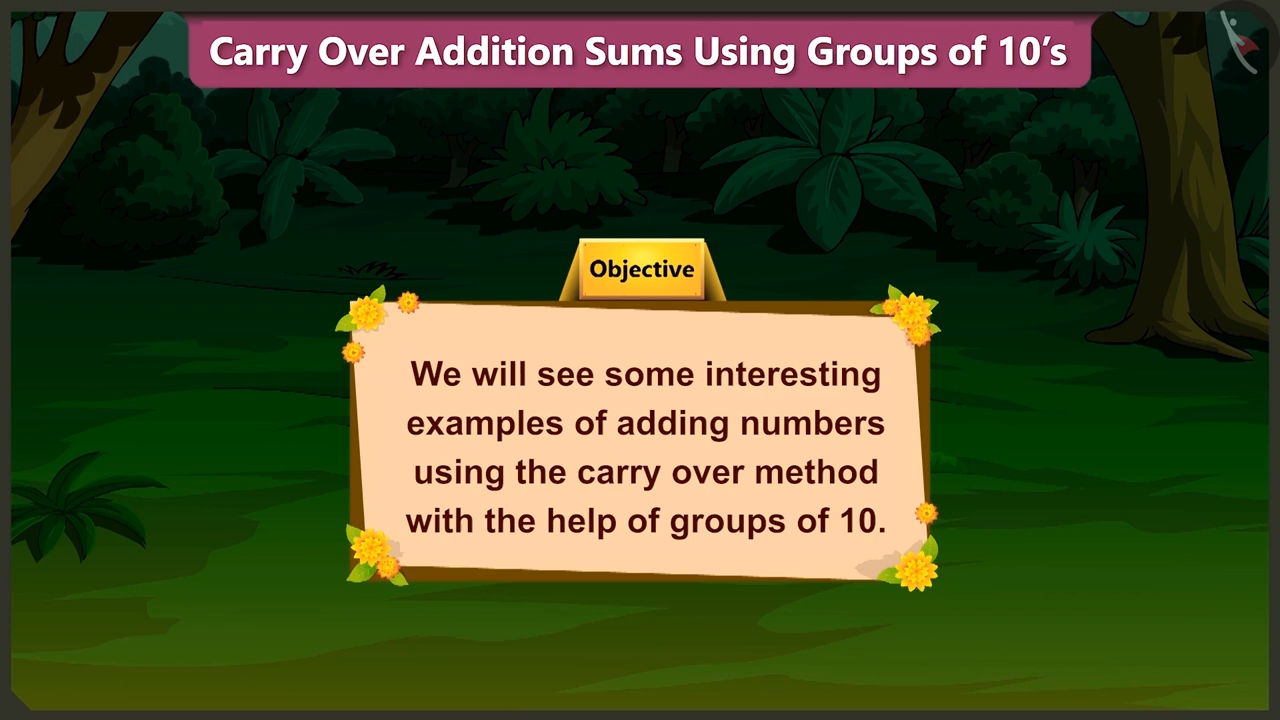 Carry Over Addition Sums Using Groups of 10’s
Objective
We will see some interesting
examples of adding numbers
using the carry over method
with the help of groups of 10.